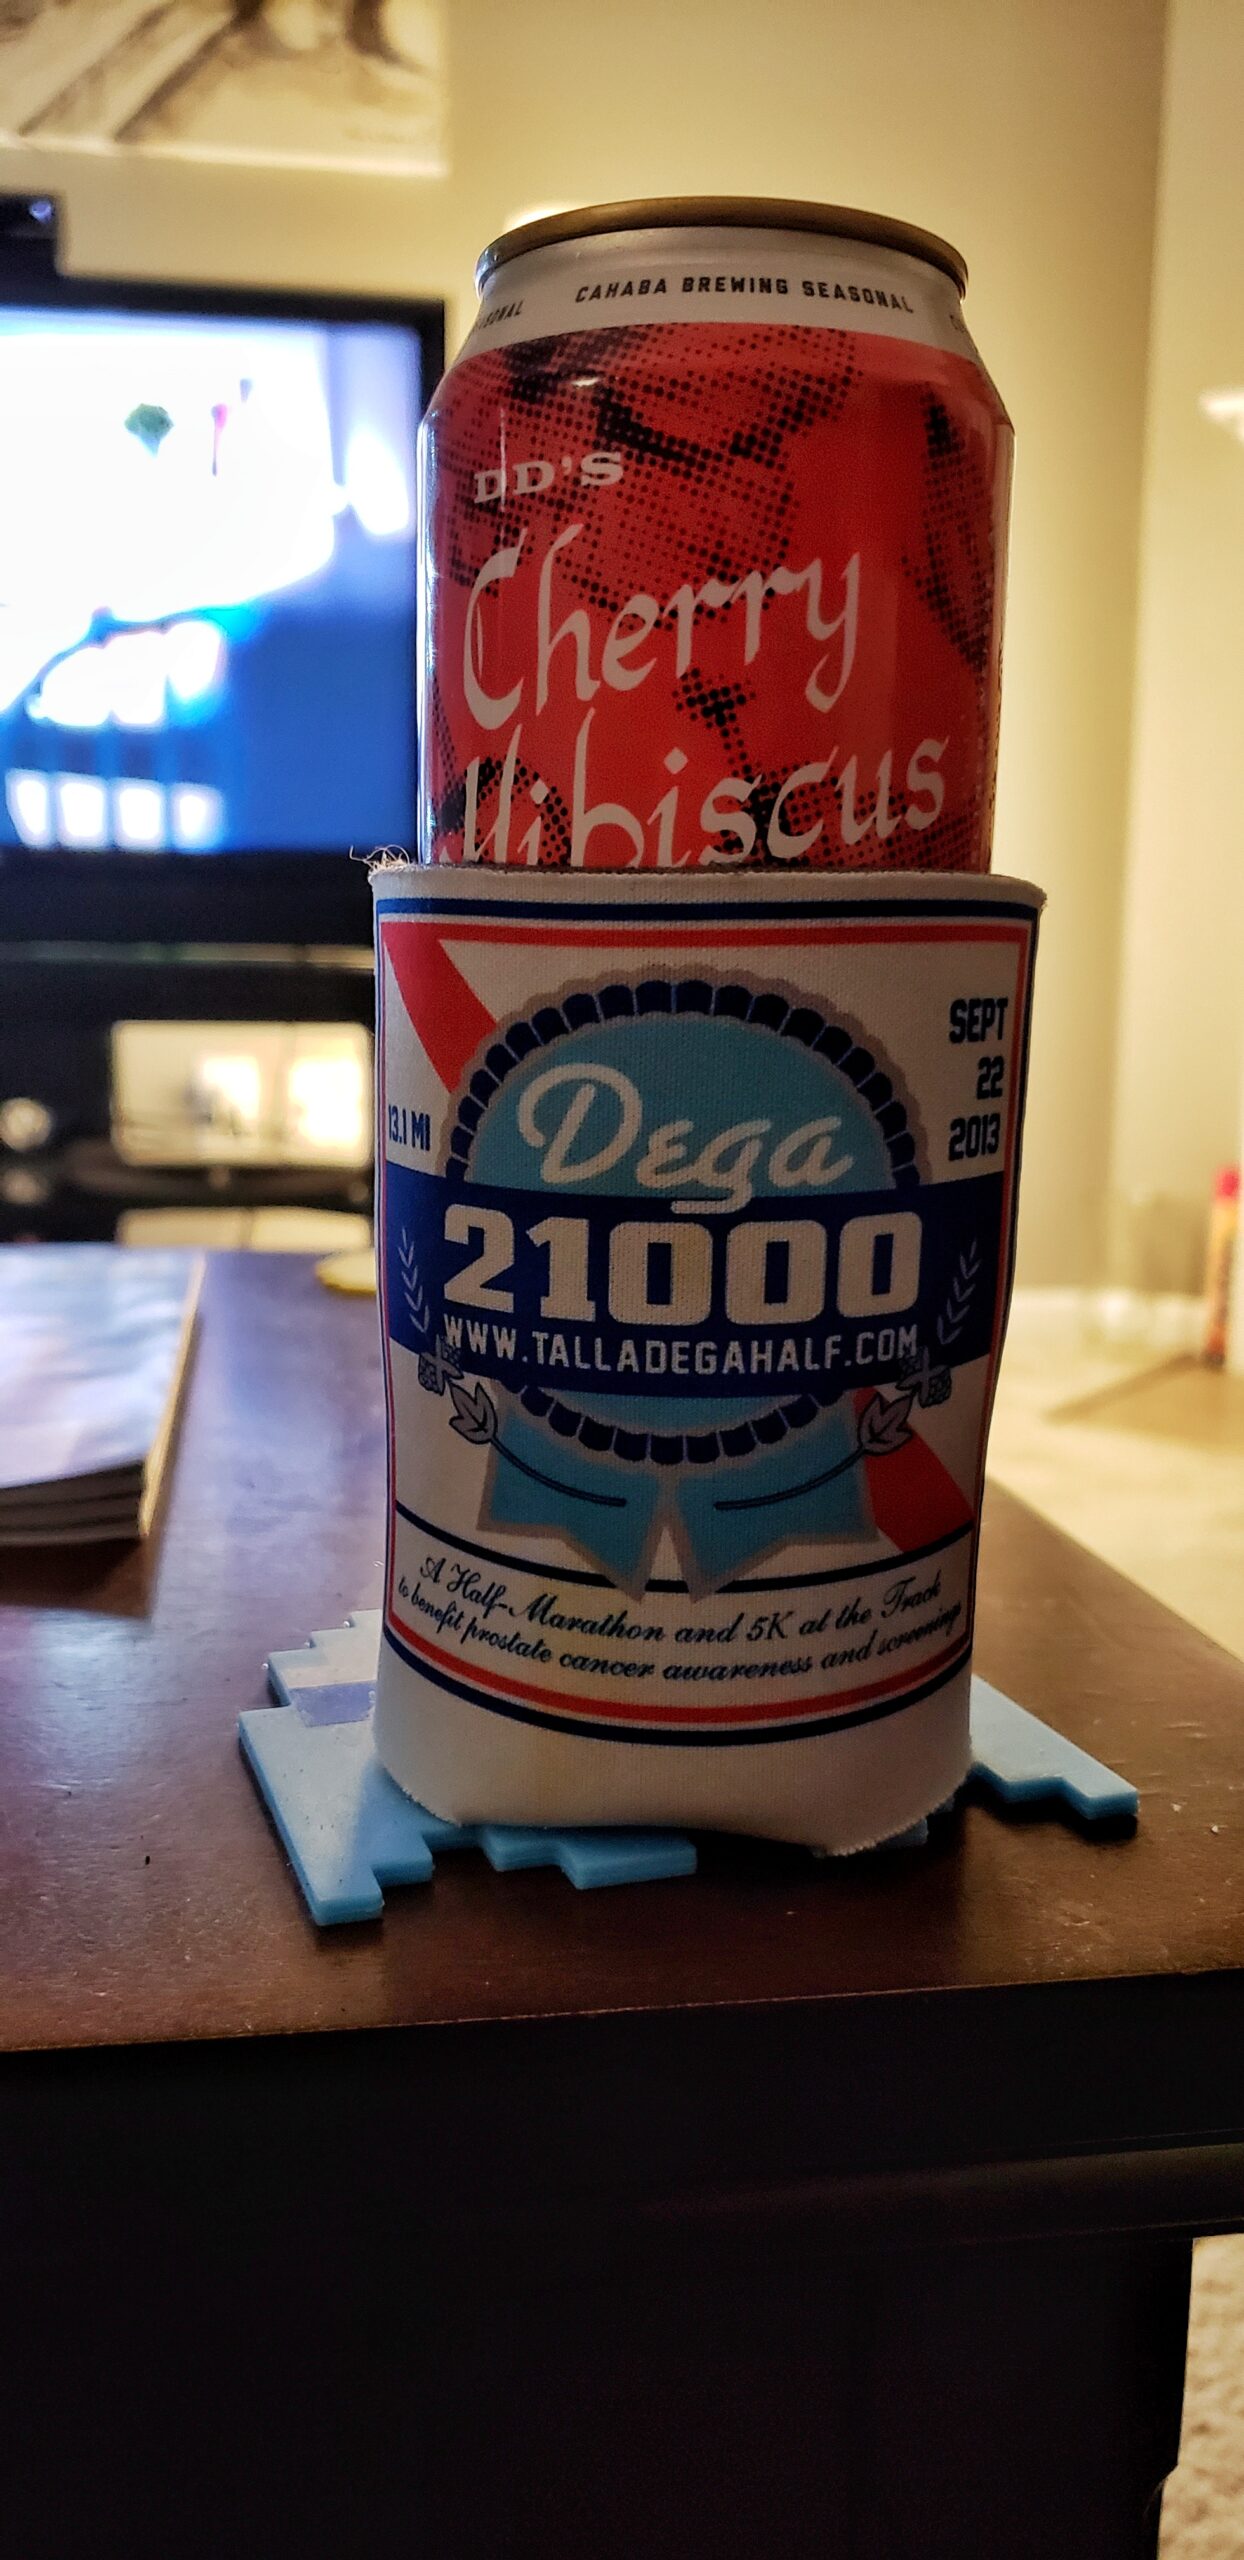 CAHABA BREWING SEASONAL
DD'S
Cherry
Hibiscus
SEPT
22
2013
13.1 MI
Dega
21000
WWW.TALLADEGAHALF.COM
A Half-Marathon and 5K at the Track
to benefit prostate cancer awareness and screenings